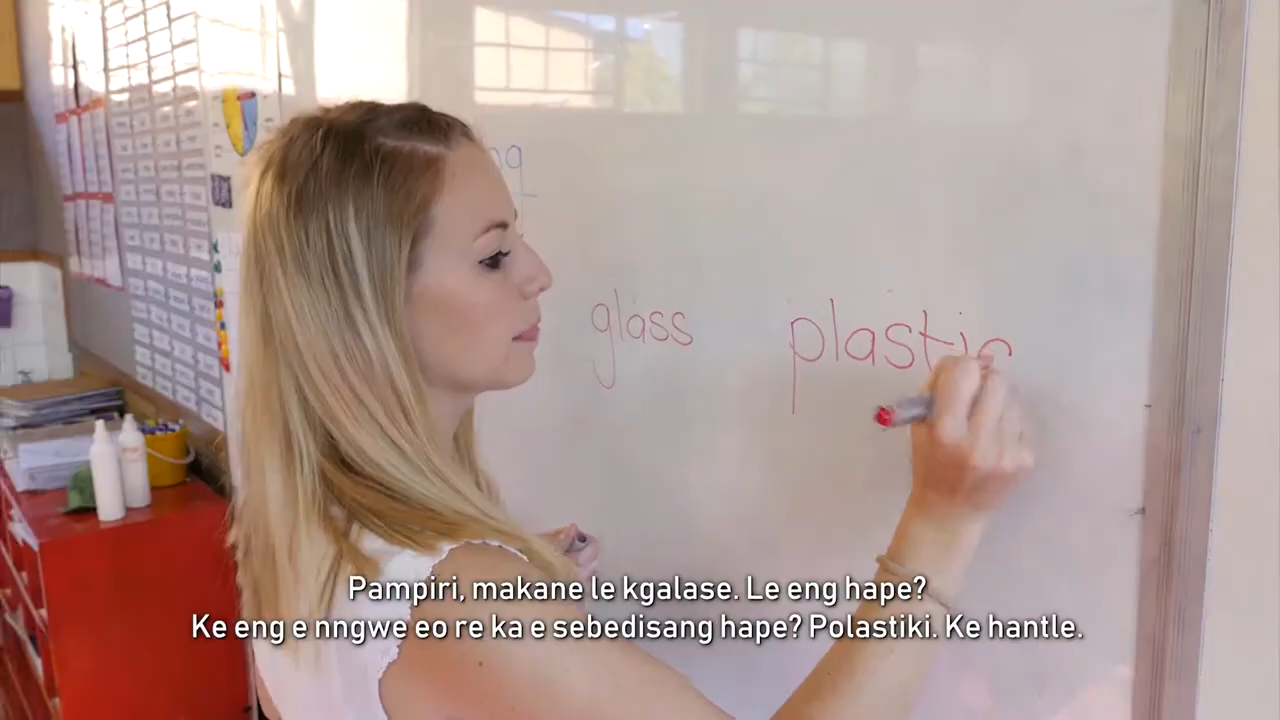 glass plastic
Pampiri, makane le kgalase. Le eng hape?
Ke eng e nngwe eo re ka e sebedisang hape? Polastiki. Ke hantle.